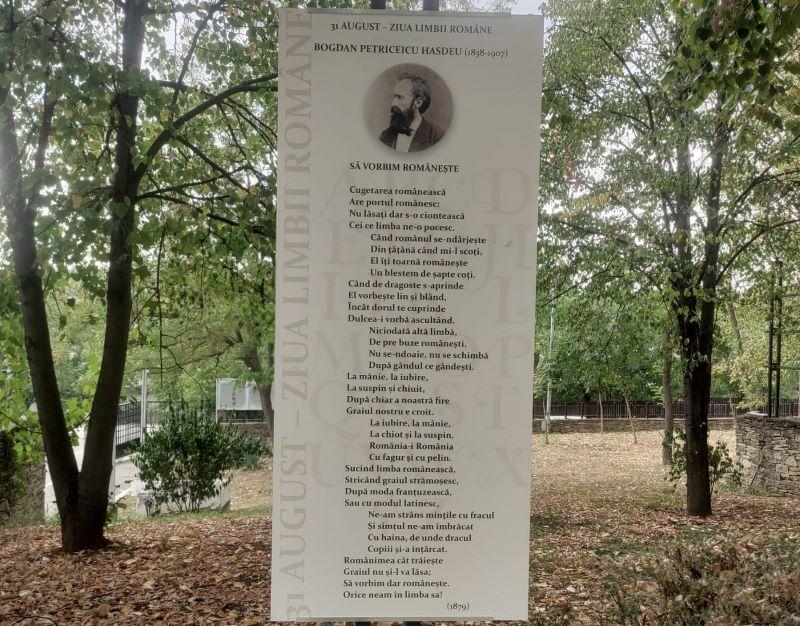 31 AUGUST – ZIUA LIMBII ROMÂNE
31 AUGUST – ZIUA LIMBII ROMÂNE
BOGDAN PETRICEICU HASDEU (1838-1907)
SĂ VORBIM ROMÂNEȘTE
Cugetarea românească
Are portul românesc:
Nu lăsați dar s-o ciontească
Cei ce limba ne-o pocesc.
Când românul se-ndârjește
Din țâțână când mi-l scoți,
El îți toarnă românește
Un blestem de șapte coți.
Când de dragoste s-aprinde
El vorbește lin și blând,
Încât dorul te cuprinde
Dulcea-i vorbă ascultând.
Niciodată altă limbă,
De pre buze românești,
Nu se-ndoaie, nu se schimbă
După gândul ce gândești.
La mânie, la iubire,
La suspin și chiuit,
După chiar a noastră fire
Graiul nostru e croit.
La iubire, la mânie,
La chiot și la suspin,
România-i România
Cu fagur și cu pelin.
Sucind limba românească,
Stricând graiul strămoșesc,
După moda franțuzească,
Sau cu modul latinesc,
Ne-am strâns mințile cu fracul
Și simțul ne-am îmbrăcat
Cu haina, de unde dracul
Copiii și-a înțărcat.
Românimea cât trăiește
Graiul nu și-l va lăsa;
Să vorbim dar românește.
Orice neam în limba sa!
(1879)